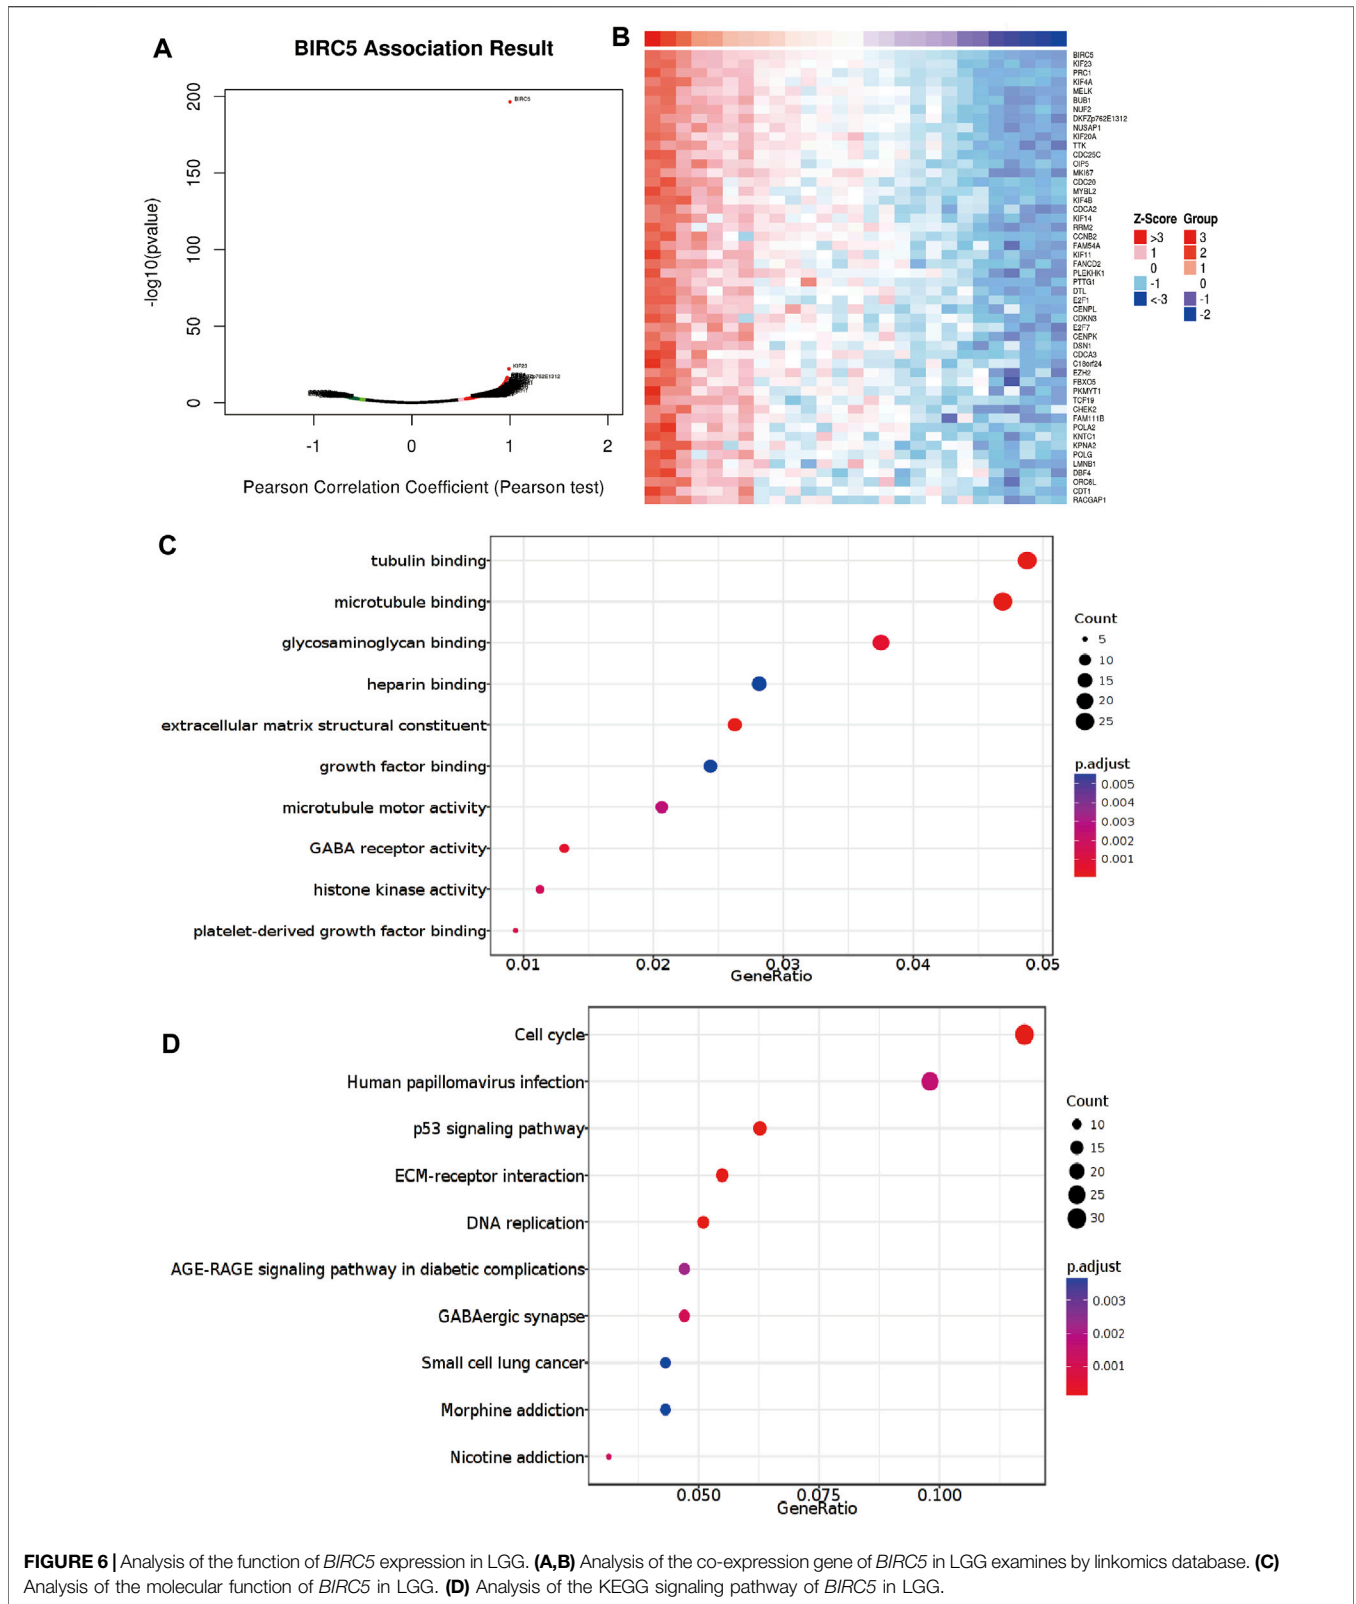 A
BIRC5 Association Result
-log10(pvalue)
200
150
100
50
0
BIRC5
KIF23
-1
0
1
2
Pearson Correlation Coefficient (Pearson test)
B
BIRC5
KIF23
PRC1
KIF4A
MELK
BUB1
NUF2
DKFZp762E1312
NUSAP1
KIF20A
TTK
CDC25C
OIP5
MKI67
CDC20
MYBL2
KIF4B
CDCA2
KIF14
RRM2
CCNB2
FAM54A
KIF11
FANCD2
PLEKHK1
PTTG1
DTL
E2F1
CENPL
CDKN3
E2F7
CENPK
DSN1
CDCA3
C18orf24
EZH2
FBXO5
PKMYT1
TCF19
CHEK2
FAM111B
POLA2
KNTC1
KPNA2
POLG
LMNB1
DBF4
ORC6L
CDT1
RACGAP1
Z-Score Group
>3 3
1 2
0 1
-1 0
<-3 -1
-2
C
tubulin binding
microtubule binding
glycosaminoglycan binding
heparin binding
extracellular matrix structural constituent
growth factor binding
microtubule motor activity
GABA receptor activity
histone kinase activity
platelet-derived growth factor binding
0.01 0.02 0.03 0.04 0.05
GeneRatio
Count
5
10
15
20
25
p.adjust
0.005
0.004
0.003
0.002
0.001
D
Cell cycle
Human papillomavirus infection
p53 signaling pathway
ECM-receptor interaction
DNA replication
AGE-RAGE signaling pathway in diabetic complications
GABAergic synapse
Small cell lung cancer
Morphine addiction
Nicotine addiction
0.050 0.075 0.100
GeneRatio
Count
10
15
20
25
30
p.adjust
0.003
0.002
0.001
FIGURE 6 | Analysis of the function of BIRC5 expression in LGG. (A,B) Analysis of the co-expression gene of BIRC5 in LGG examines by linkomics database. (C)
Analysis of the molecular function of BIRC5 in LGG. (D) Analysis of the KEGG signaling pathway of BIRC5 in LGG.